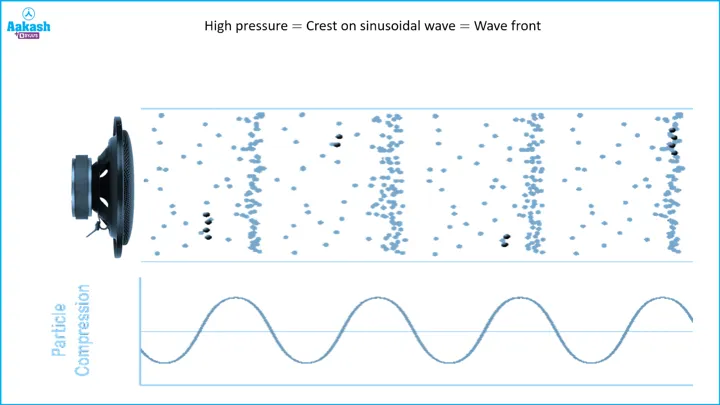 Aakash
BYJU'S
High pressure = Crest on sinusoidal wave = Wave front
Particle
Compression